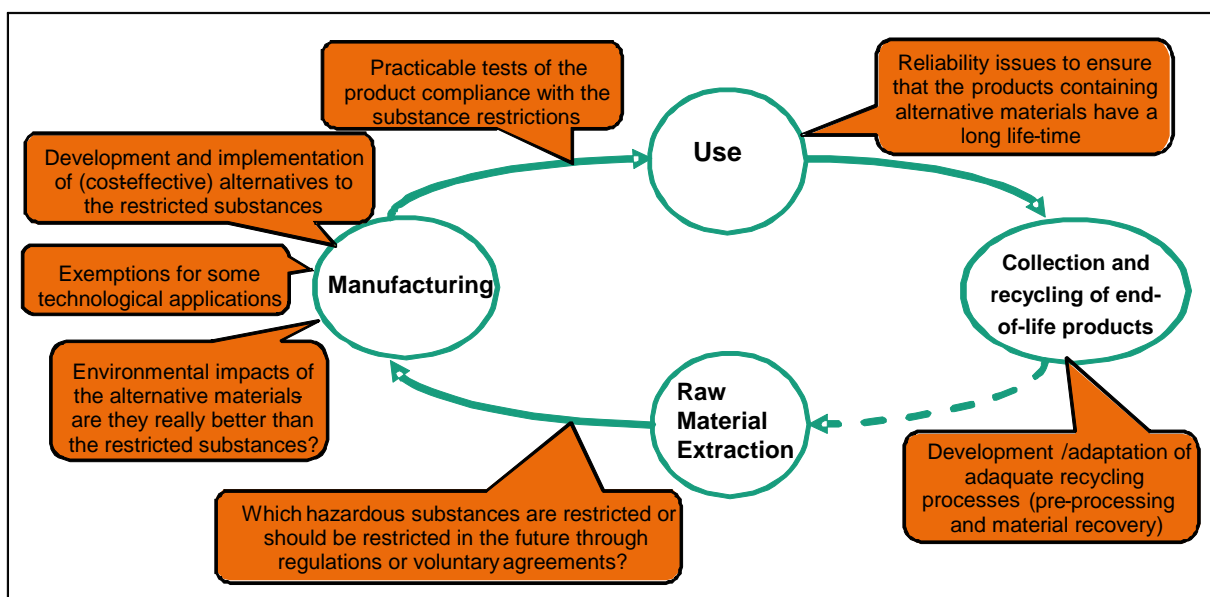 Practicable tests of the
product compliance with the
substance restrictions
Reliability issues to ensure
that the products containing
alternative materials have a
long life-time
Use
Development and implementation
of (cost-effective) alternatives to
the restricted substances
Exemptions for some
technological applications
Manufacturing
Collection and
recycling of end-
of-life products
Environmental impacts of
the alternative materials-
are they really better than
the restricted substances?
Raw
Material
Extraction
Development /adaptation of
adaquate recycling
processes (pre-processing
and material recovery)
Which hazardous substances are restricted or
should be restricted in the future through
regulations or voluntary agreements?